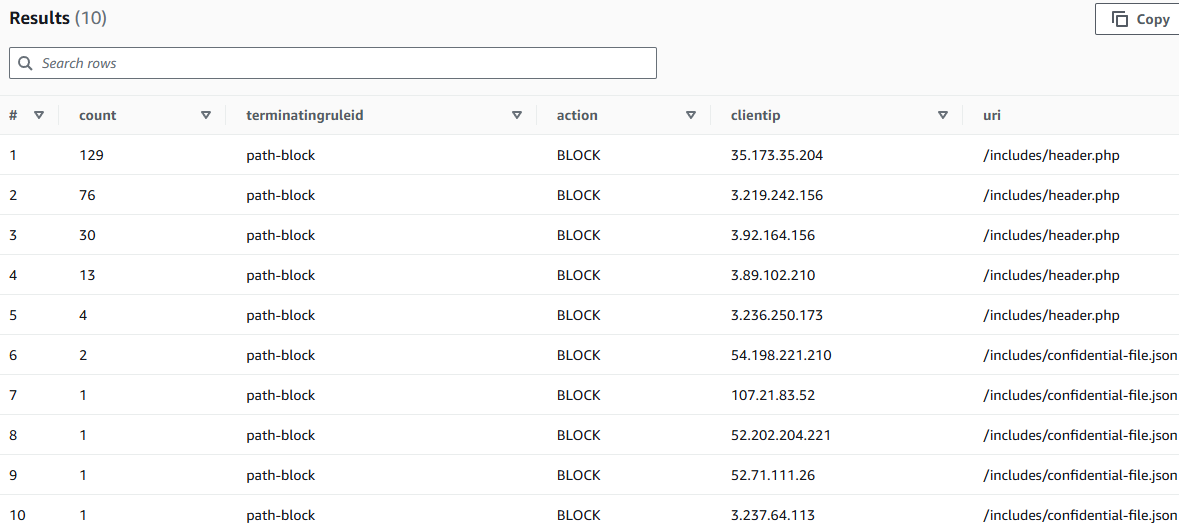 Results (10)
Copy
Search rows
# count terminatingruleid action clientip uri
1 129 path-block BLOCK 35.173.35.204 /includes/header.php
2 76 path-block BLOCK 3.219.242.156 /includes/header.php
3 30 path-block BLOCK 3.92.164.156 /includes/header.php
4 13 path-block BLOCK 3.89.102.210 /includes/header.php
5 4 path-block BLOCK 3.236.250.173 /includes/header.php
6 2 path-block BLOCK 54.198.221.210 /includes/confidential-file.json
7 1 path-block BLOCK 107.21.83.52 /includes/confidential-file.json
8 1 path-block BLOCK 52.202.204.221 /includes/confidential-file.json
9 1 path-block BLOCK 52.71.111.26 /includes/confidential-file.json
10 1 path-block BLOCK 3.237.64.113 /includes/confidential-file.json